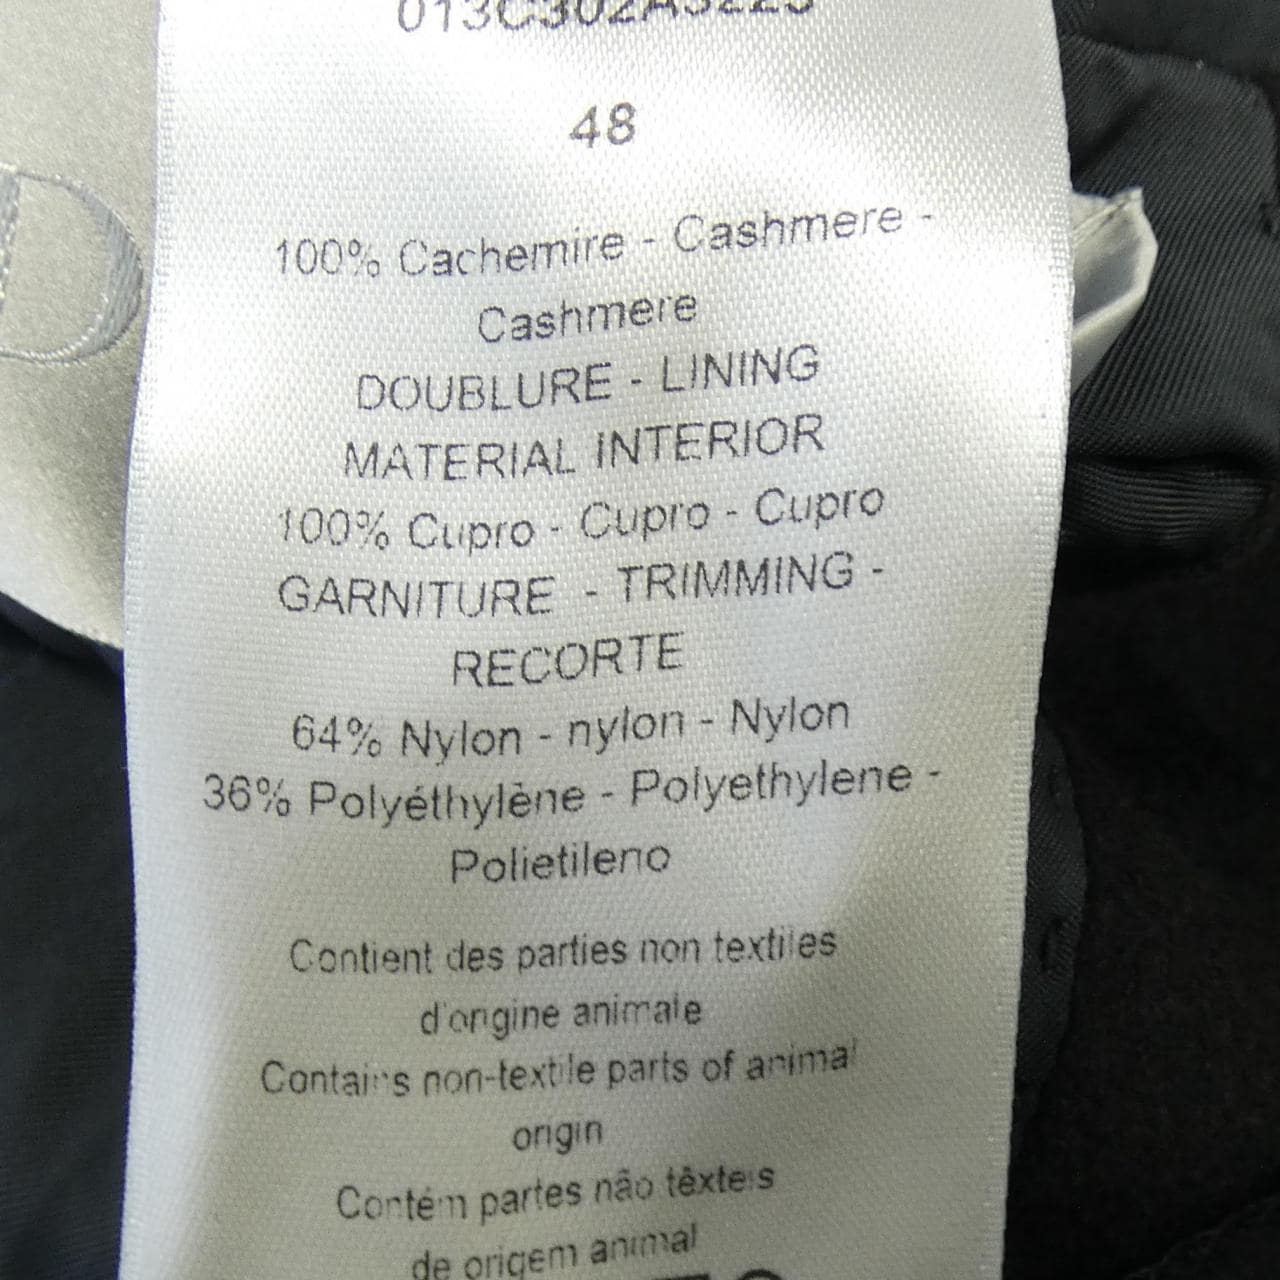 013C302A3223
48
100% Cachemire - Cashmere -
Cashmere
DOUBLURE - LINING
MATERIAL INTERIOR
100% Cupro - Cupro - Cupro
GARNITURE - TRIMMING -
RECORTE
64% Nylon - nylon - Nylon
36% Polyéthylène - Polyethylene -
Polietileno
Contient des parties non textiles
d'origine animale
Contains non-textile parts of animal
origin
Contém partes não têxteis
de origem animal